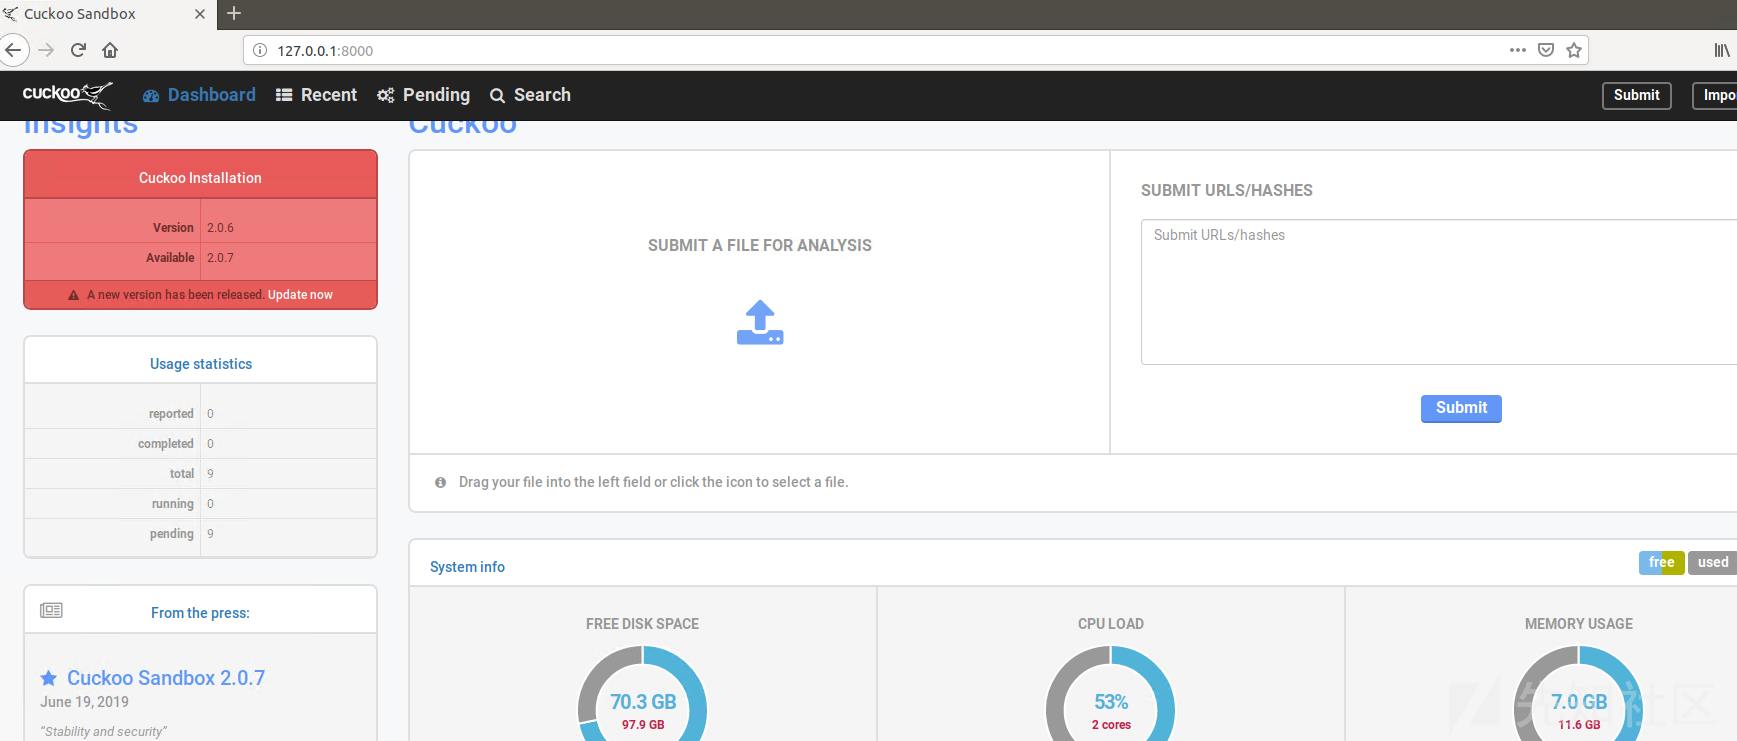 Cuckoo Sandbox
127.0.0.1:8000
cuckoo Dashboard Recent Pending Search Submit Impo
Insights
Cuckoo
Cuckoo Installation
Version 2.0.6
Available 2.0.7
A new version has been released. Update now
Usage statistics
reported 0
completed 0
total 9
running 0
pending 9
From the press:
Cuckoo Sandbox 2.0.7
June 19, 2019
“Stability and security”
SUBMIT A FILE FOR ANALYSIS
SUBMIT URLS/HASHES
Submit URLs/hashes
Submit
Drag your file into the left field or click the icon to select a file.
System info
free used
FREE DISK SPACE
70.3 GB
97.9 GB
CPU LOAD
53%
2 cores
MEMORY USAGE
7.0 GB
11.6 GB
先知社区